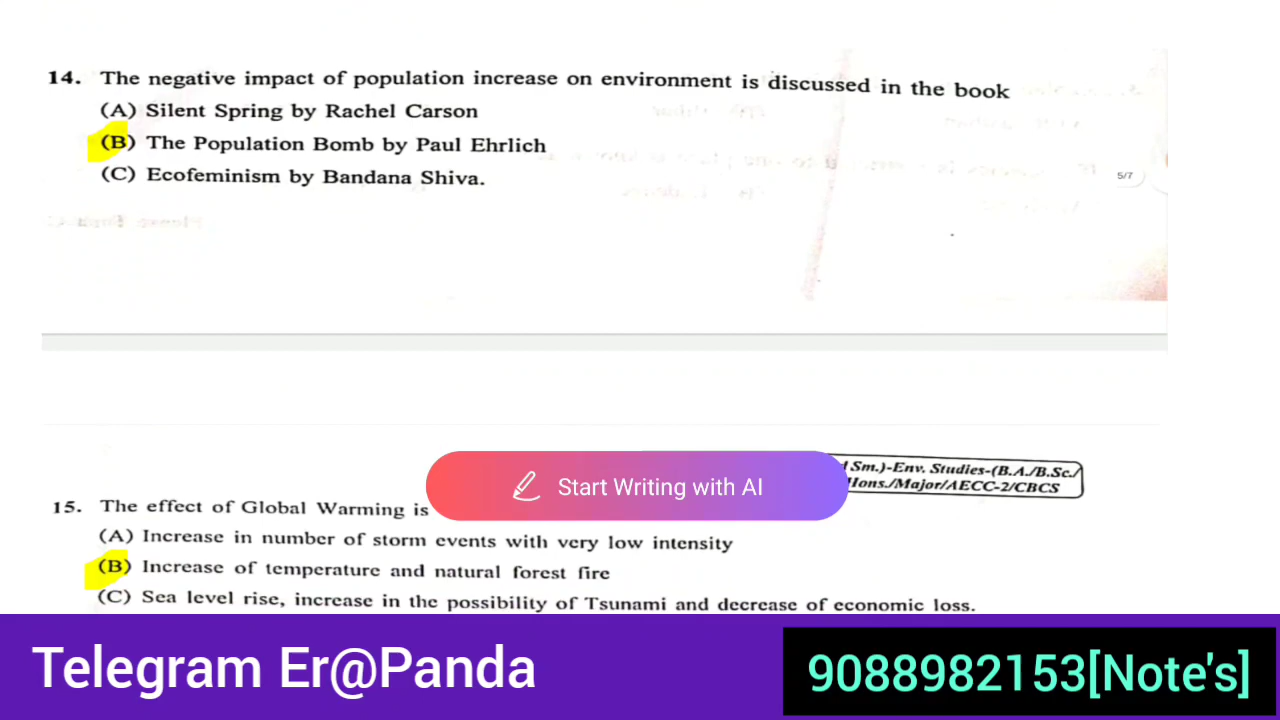 14. The negative impact of population increase on environment is discussed in the book
(A) Silent Spring by Rachel Carson
(B) The Population Bomb by Paul Ehrlich
(C) Ecofeminism by Bandana Shiva.
5/7
Sm.)-Env. Studies-(B.A./B.Sc./
Hons./Major/AECC-2/CBCS
Start Writing with AI
15. The effect of Global Warming is
(A) Increase in number of storm events with very low intensity
(B) Increase of temperature and natural forest fire
(C) Sea level rise, increase in the possibility of Tsunami and decrease of economic loss.
Telegram Er@Panda
9088982153[Note's]